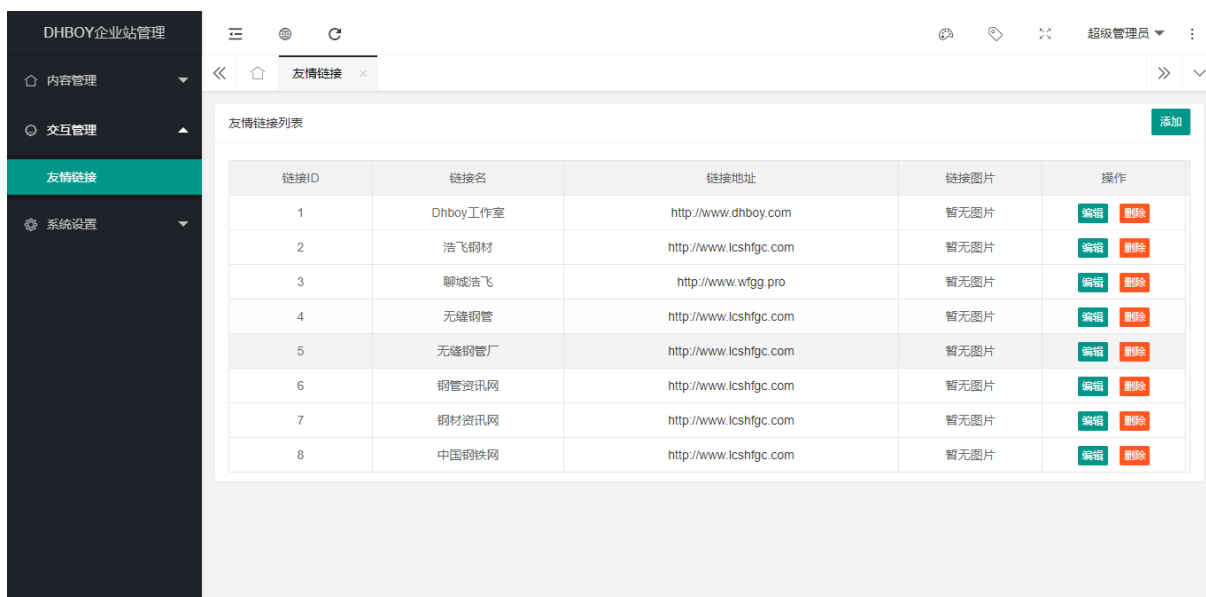 DHBOY企业站管理
超级管理员
内容管理
友情链接
交互管理
友情链接列表
添加
友情链接
链接ID 链接名 链接地址 链接图片 操作
1 Dhboy工作室 http://www.dhboy.com 暂无图片 编辑 删除
系统设置
2 浩飞钢材 http://www.lcshfgc.com 暂无图片 编辑 删除
3 聊城浩飞 http://www.wfgg.pro 暂无图片 编辑 删除
4 无缝钢管 http://www.lcshfgc.com 暂无图片 编辑 删除
5 无缝钢管厂 http://www.lcshfgc.com 暂无图片 编辑 删除
6 钢管资讯网 http://www.lcshfgc.com 暂无图片 编辑 删除
7 钢材资讯网 http://www.lcshfgc.com 暂无图片 编辑 删除
8 中国钢铁网 http://www.lcshfgc.com 暂无图片 编辑 删除